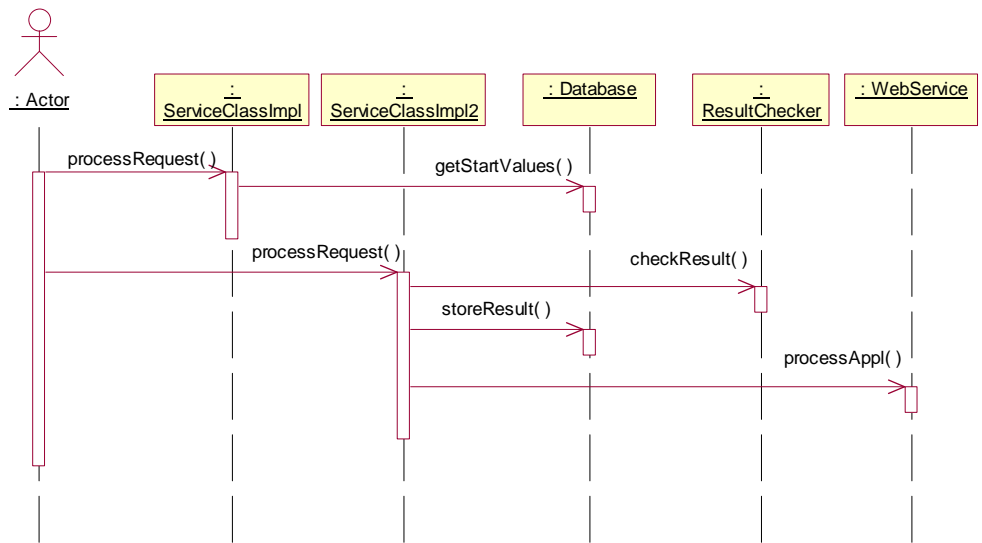 : Actor
:
ServiceClassImpl
:
ServiceClassImpl2
: Database
:
ResultChecker
: WebService
processRequest( )
getStartValues( )
processRequest( )
checkResult( )
storeResult( )
processAppl( )